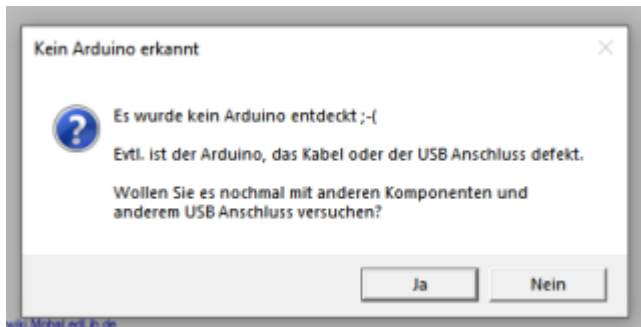 Kein Arduino erkannt
Es wurde kein Arduino entdeckt ;-(
Evtl. ist der Arduino, das Kabel oder der USB Anschluss defekt.
Wollen Sie es nochmal mit anderen Komponenten und
anderem USB Anschluss versuchen?
Ja Nein